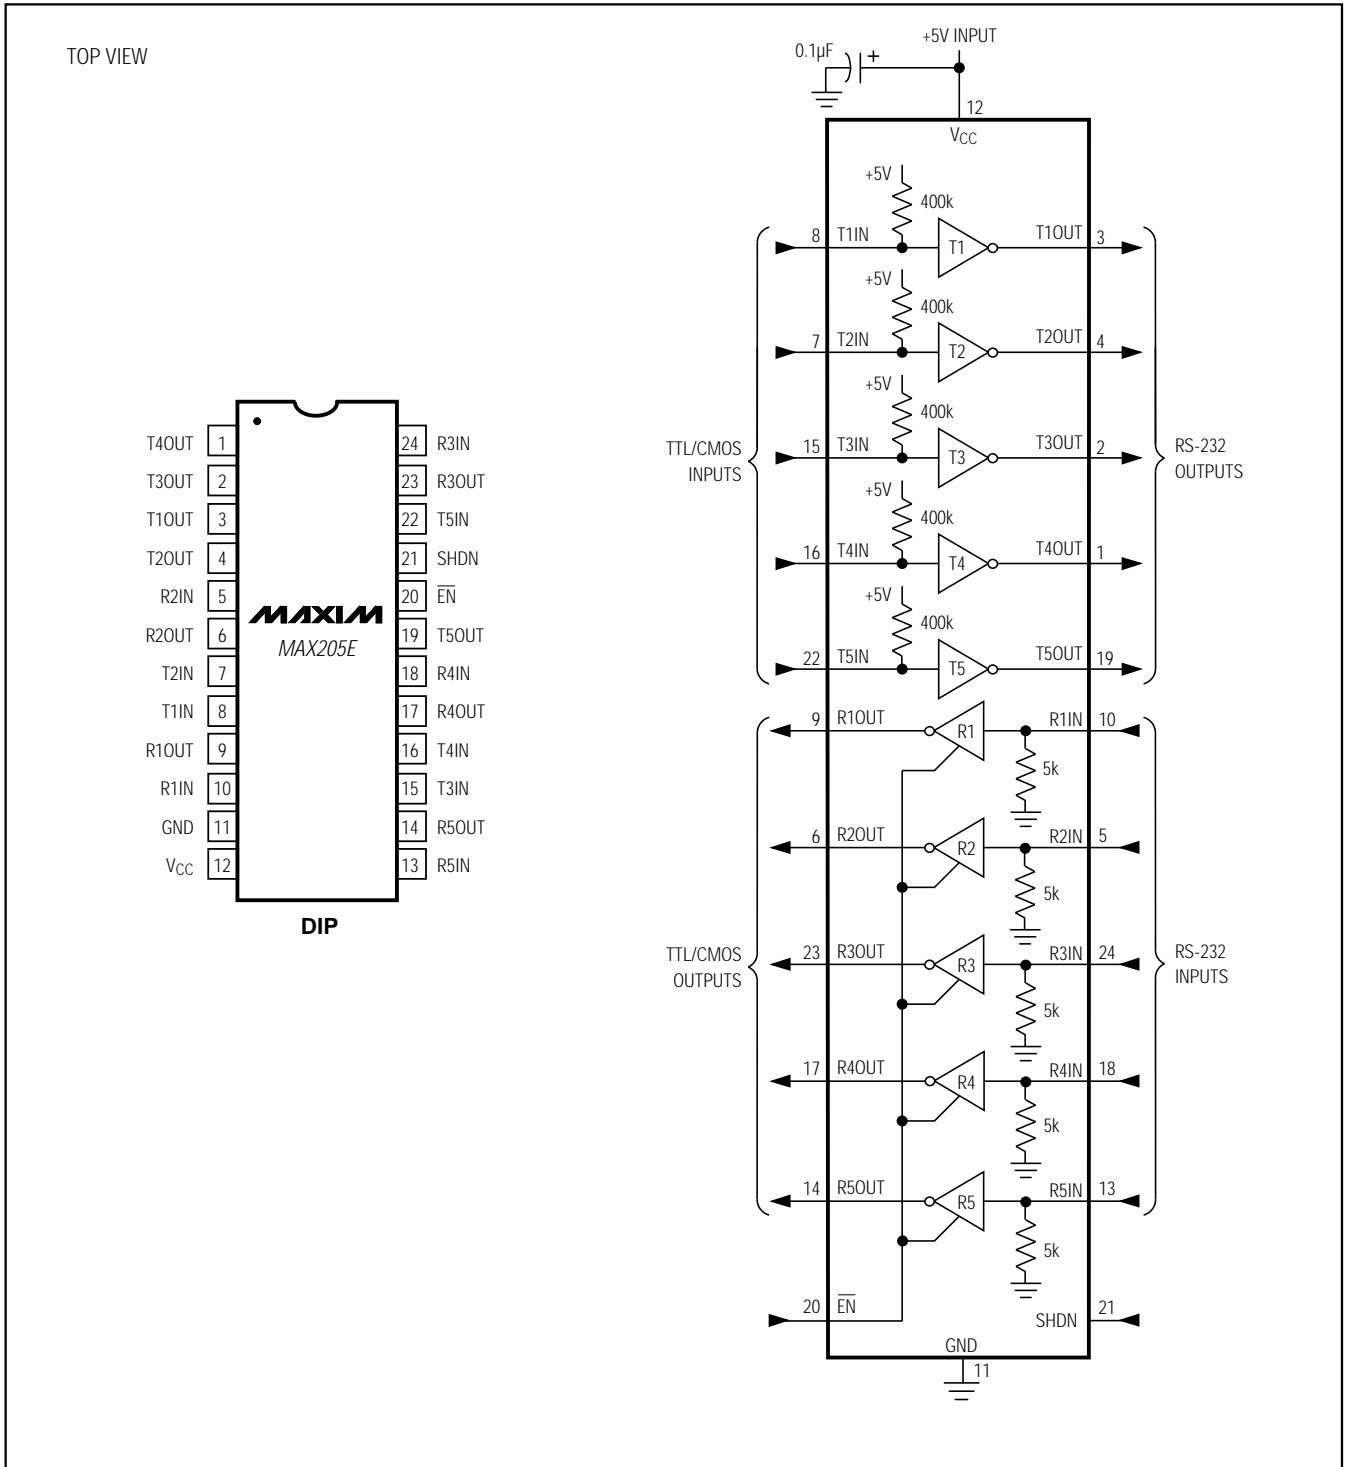 TOP VIEW
T4OUT 1
T3OUT 2
T1OUT 3
T2OUT 4
R2IN 5
R2OUT 6
T2IN 7
T1IN 8
R1OUT 9
R1IN 10
GND 11
VCC 12
24 R3IN
23 R3OUT
22 T5IN
21 SHDN
20 E̅N̅
19 T5OUT
18 R4IN
17 R4OUT
16 T4IN
15 T3IN
14 R5OUT
13 R5IN
MAXIM
MAX205E
DIP
+5V INPUT
0.1µF +
12
VCC
+5V
400k
8 T1IN T1 T1OUT 3
+5V
400k
7 T2IN T2 T2OUT 4
+5V
400k
15 T3IN T3 T3OUT 2
+5V
400k
16 T4IN T4 T4OUT 1
+5V
400k
22 T5IN T5 T5OUT 19
TTL/CMOS
INPUTS
RS-232
OUTPUTS
9 R1OUT R1 R1IN 10
5k
6 R2OUT R2 R2IN 5
5k
23 R3OUT R3 R3IN 24
5k
17 R4OUT R4 R4IN 18
5k
14 R5OUT R5 R5IN 13
5k
TTL/CMOS
OUTPUTS
RS-232
INPUTS
20 E̅N̅
SHDN 21
GND
11